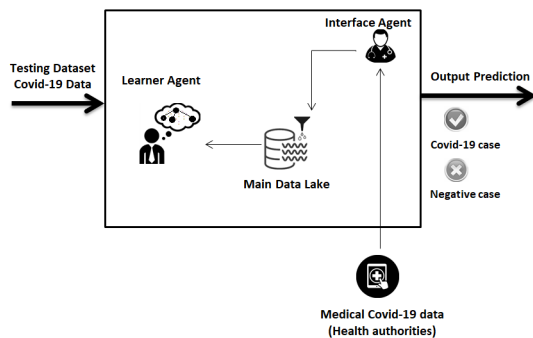 Interface Agent
Testing Dataset
Covid-19 Data
Learner Agent
Output Prediction
Covid-19 case
Main Data Lake
Negative case
Medical Covid-19 data
(Health authorities)